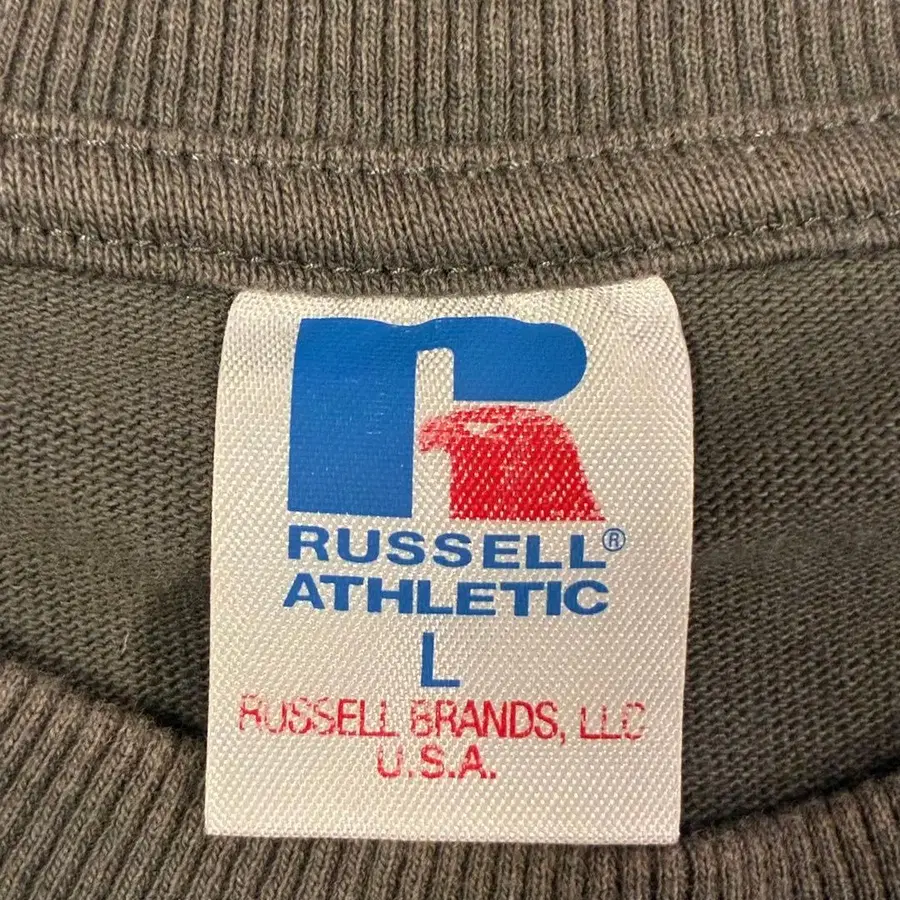 RUSSELL®
ATHLETIC
L
RUSSELL BRANDS, LLC
U.S.A.